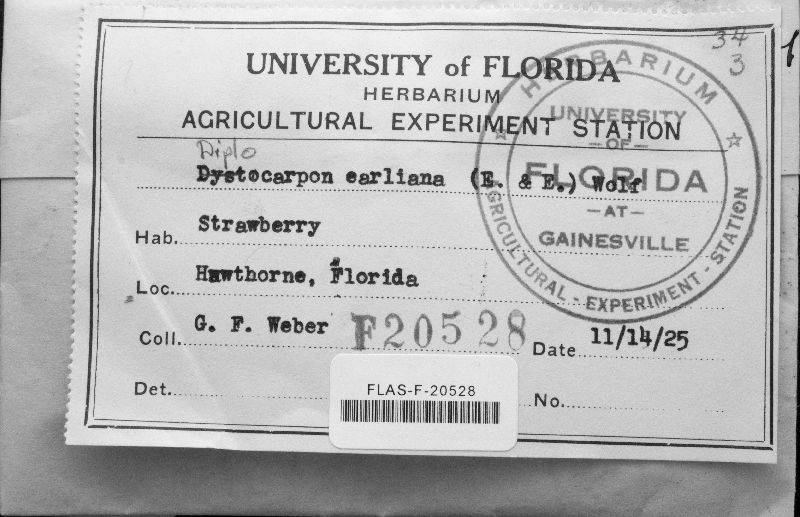 34
3
UNIVERSITY of FLORIDA
HERBARIUM
AGRICULTURAL EXPERIMENT STATION
Diplo
Dystocarpon earliana (E. & E.) Wolf
Hab. Strawberry
Loc. Hawthorne, Florida
Coll. G. F. Weber F20528 Date 11/14/25
Det. No.
FLAS-F-20528
HERBARIUM
UNIVERSITY
-OF-
FLORIDA
-AT-
GAINESVILLE
AGRICULTURAL - EXPERIMENT - STATION